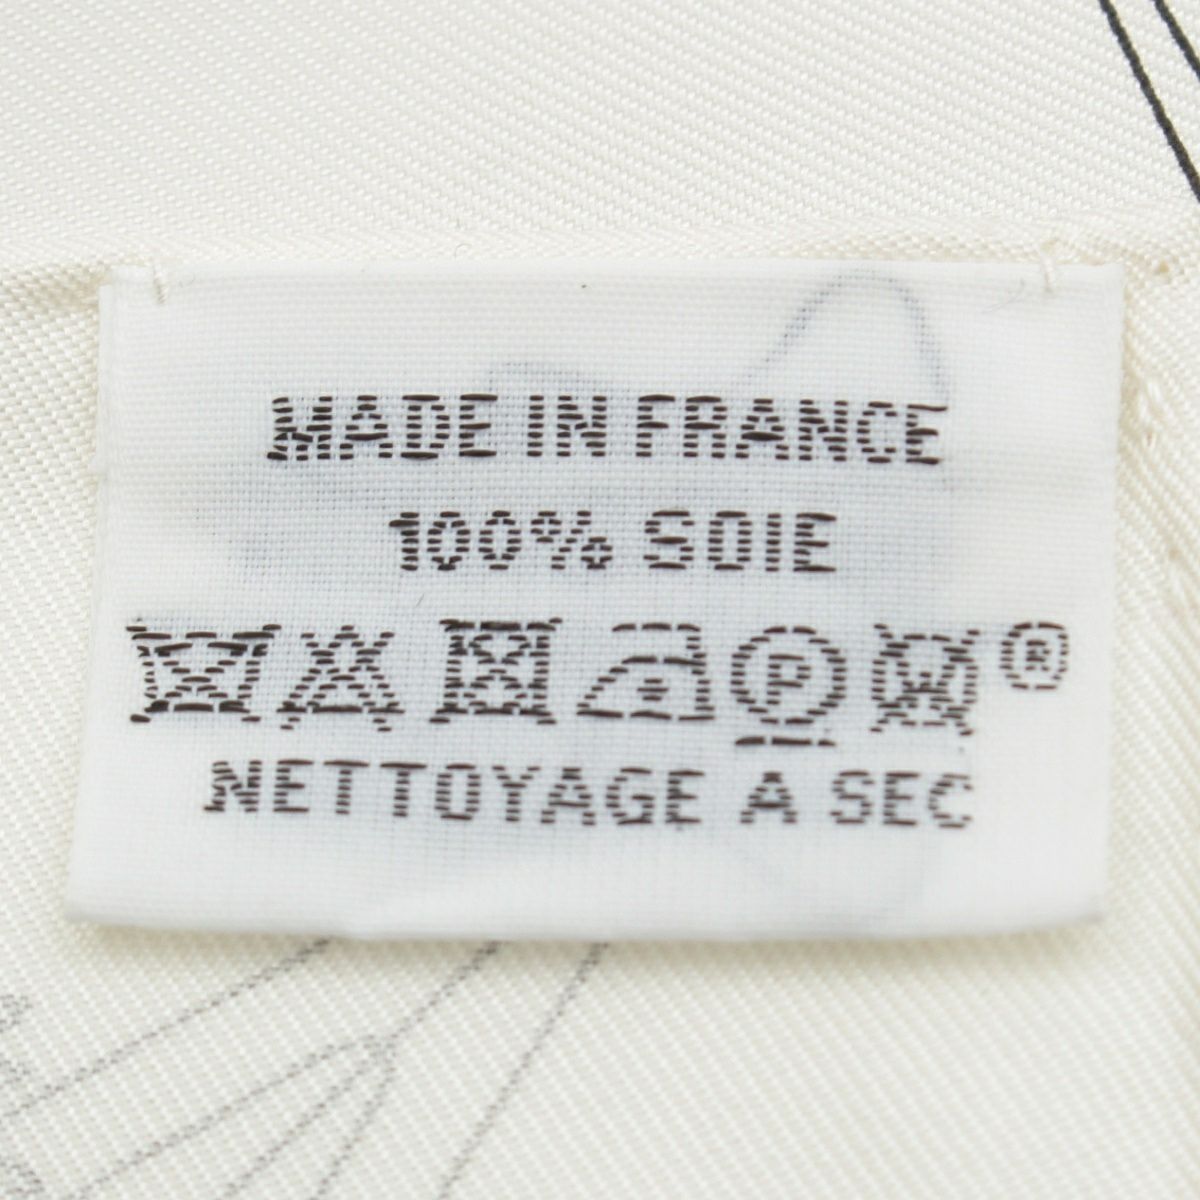 MADE IN FRANCE
100% SOIE
P ®
NETTOYAGE A SEC